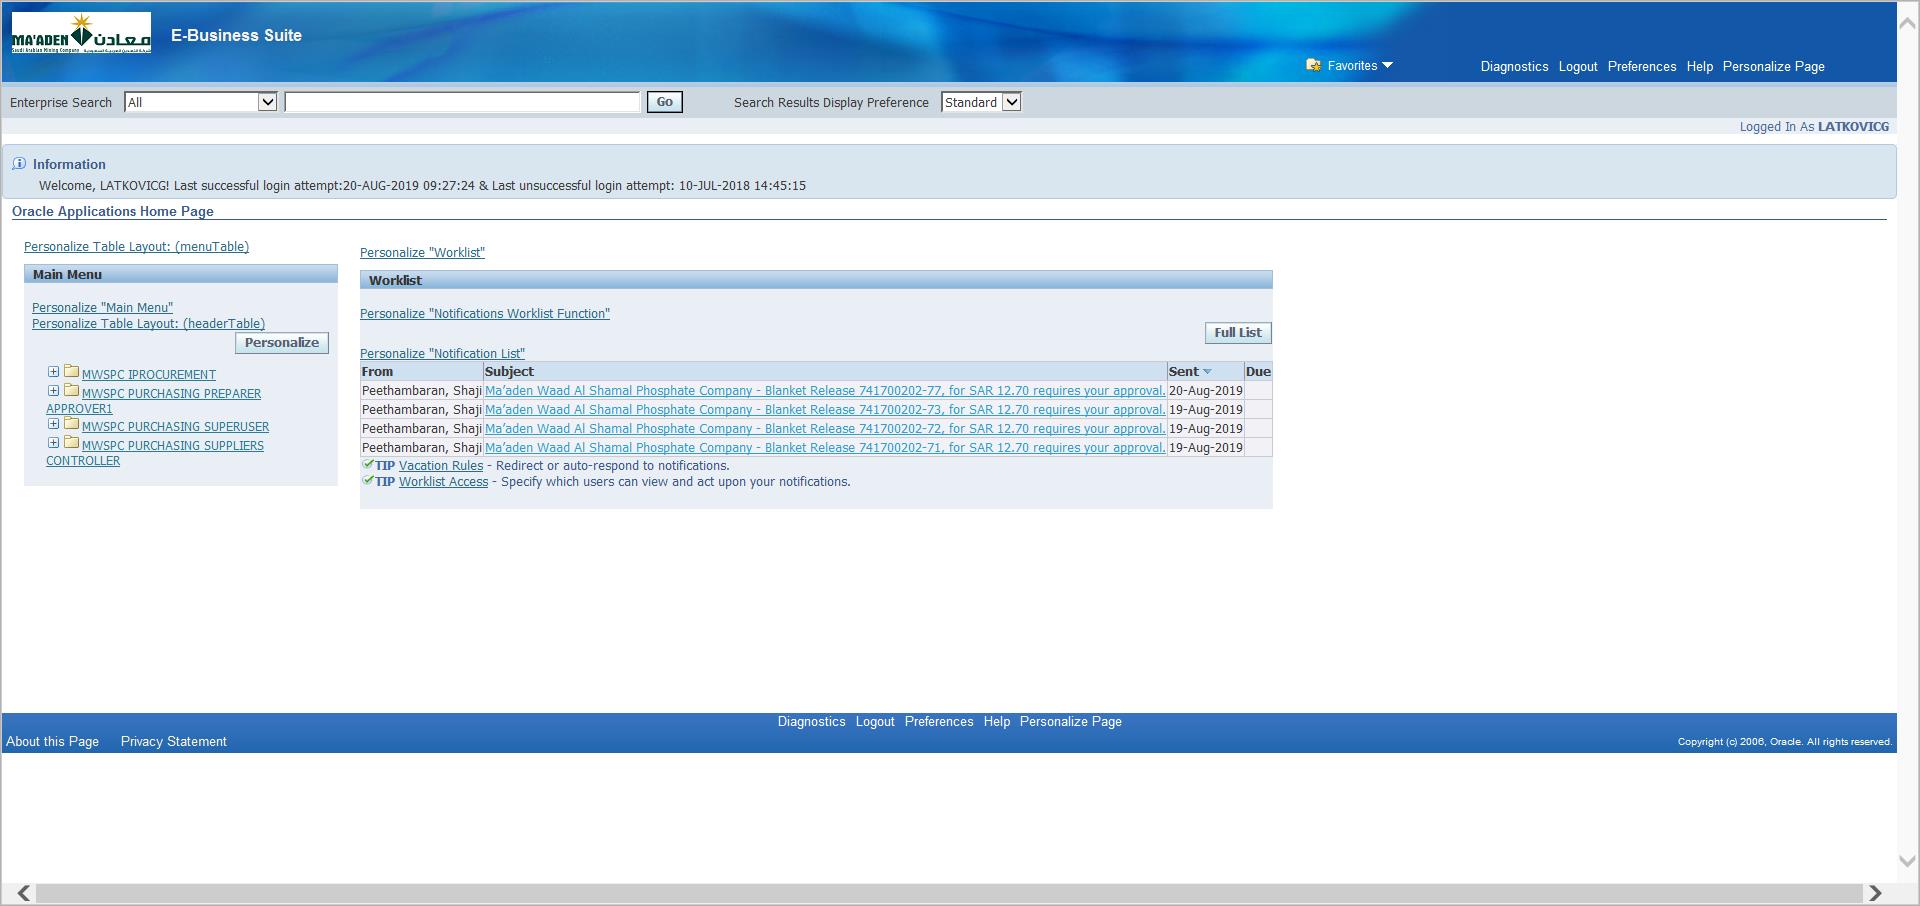 MA'ADEN معادن
Saudi Arabian Mining Company
E-Business Suite
Favorites
Diagnostics Logout Preferences Help Personalize Page
Enterprise Search All Go Search Results Display Preference Standard
Logged In As LATKOVICG
Information
Welcome, LATKOVICG! Last successful login attempt:20-AUG-2019 09:27:24 & Last unsuccessful login attempt: 10-JUL-2018 14:45:15
Oracle Applications Home Page
Personalize Table Layout: (menuTable)
Main Menu
Personalize "Main Menu"
Personalize Table Layout: (headerTable)
Personalize
MWSPC IPROCUREMENT
MWSPC PURCHASING PREPARER
APPROVER1
MWSPC PURCHASING SUPERUSER
MWSPC PURCHASING SUPPLIERS
CONTROLLER
Personalize "Worklist"
Worklist
Personalize "Notifications Worklist Function"
Full List
Personalize "Notification List"
From Subject Sent Due
Peethambaran, Shaji Ma'aden Waad Al Shamal Phosphate Company - Blanket Release 741700202-77, for SAR 12.70 requires your approval. 20-Aug-2019
Peethambaran, Shaji Ma'aden Waad Al Shamal Phosphate Company - Blanket Release 741700202-73, for SAR 12.70 requires your approval. 19-Aug-2019
Peethambaran, Shaji Ma'aden Waad Al Shamal Phosphate Company - Blanket Release 741700202-72, for SAR 12.70 requires your approval. 19-Aug-2019
Peethambaran, Shaji Ma'aden Waad Al Shamal Phosphate Company - Blanket Release 741700202-71, for SAR 12.70 requires your approval. 19-Aug-2019
TIP Vacation Rules - Redirect or auto-respond to notifications.
TIP Worklist Access - Specify which users can view and act upon your notifications.
Diagnostics Logout Preferences Help Personalize Page
About this Page Privacy Statement
Copyright (c) 2006, Oracle. All rights reserved.